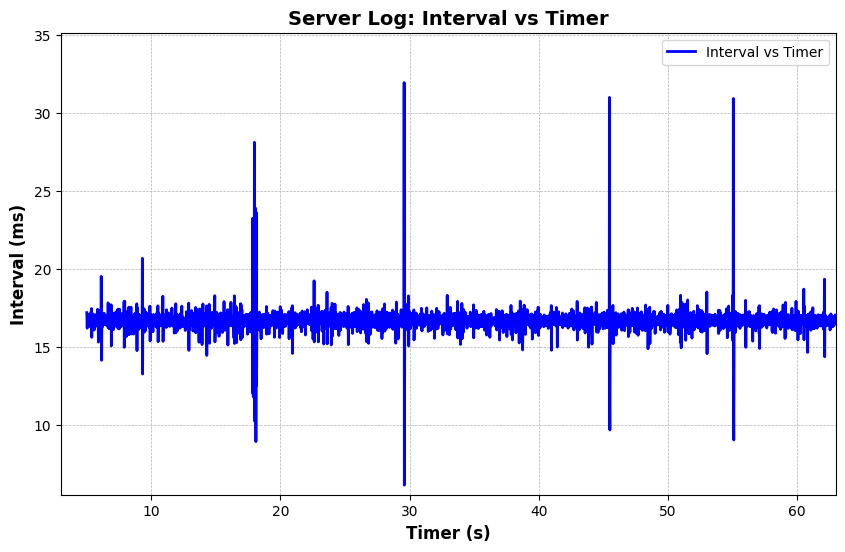 Server Log: Interval vs Timer
Interval vs Timer
35
30
25
20
15
10
Interval (ms)
10 20 30 40 50 60
Timer (s)